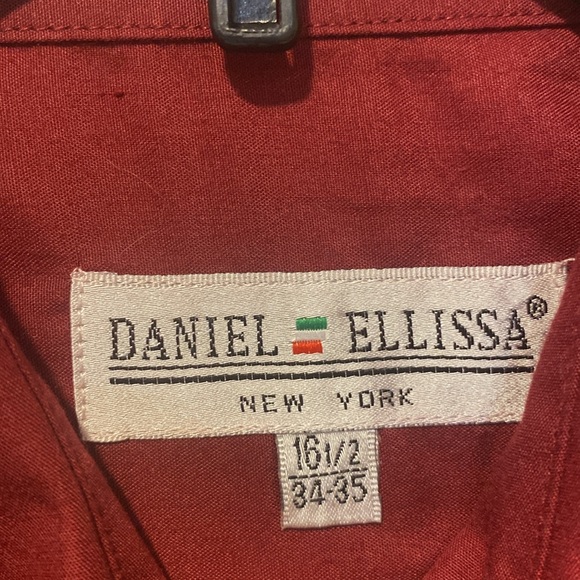 DANIEL ELLISSA®
NEW YORK
16 1/2
34-35